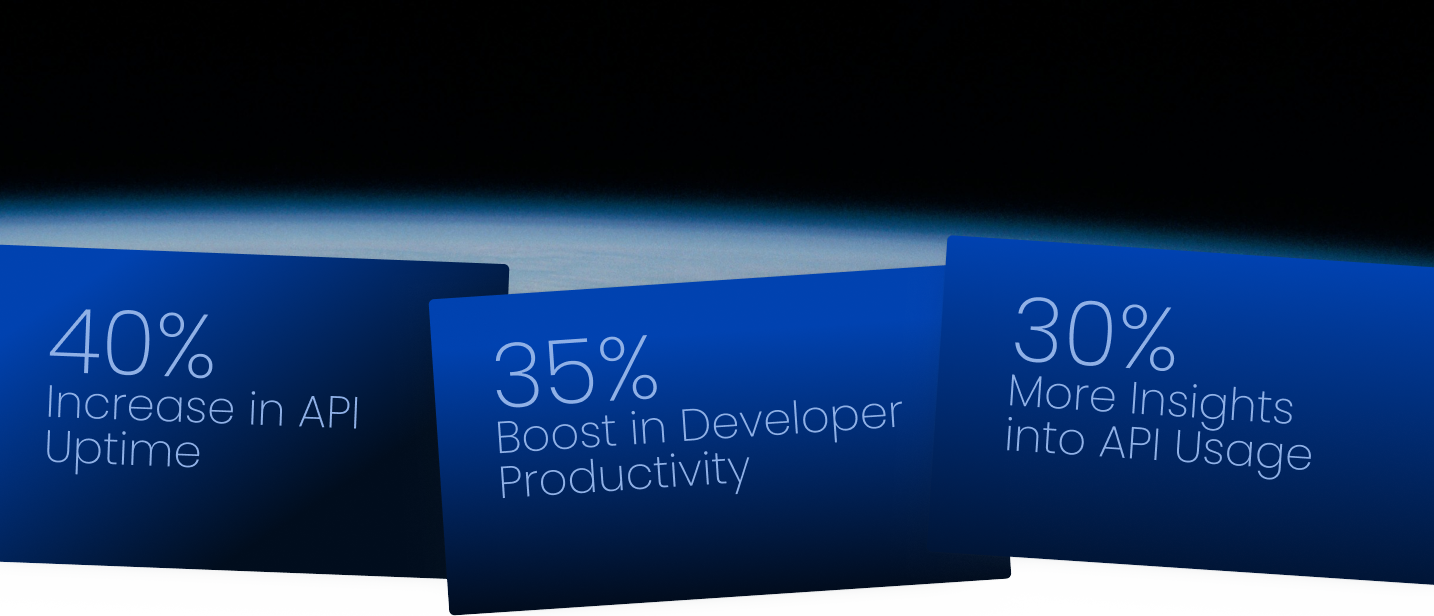 40%
Increase in API
Uptime
35%
Boost in Developer
Productivity
30%
More Insights
into API Usage